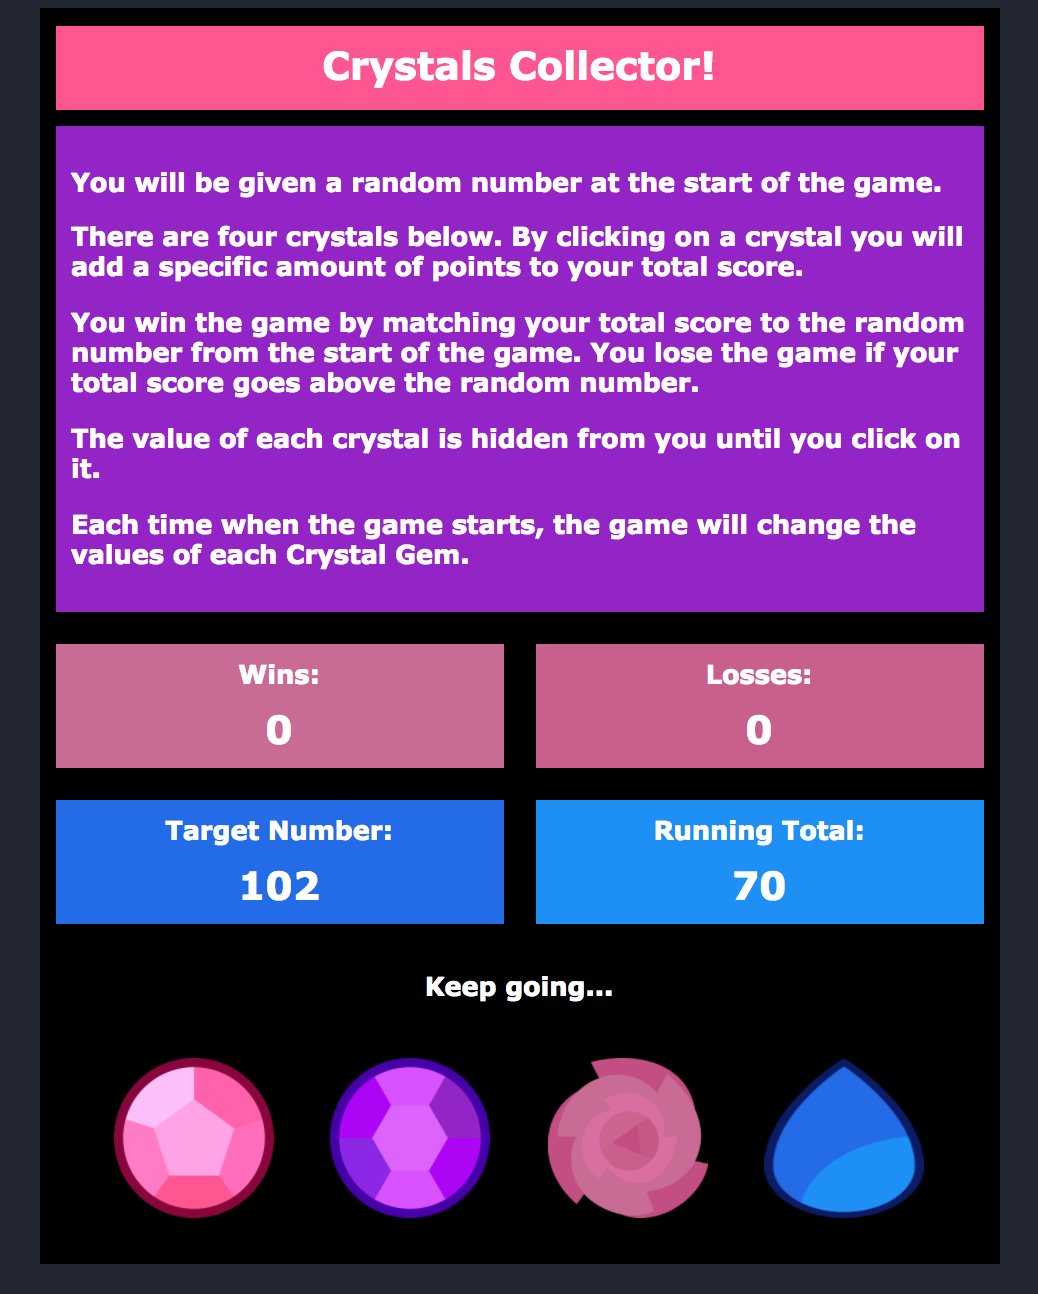 Crystals Collector!
You will be given a random number at the start of the game.
There are four crystals below. By clicking on a crystal you will
add a specific amount of points to your total score.
You win the game by matching your total score to the random
number from the start of the game. You lose the game if your
total score goes above the random number.
The value of each crystal is hidden from you until you click on
it.
Each time when the game starts, the game will change the
values of each Crystal Gem.
Wins:
0
Losses:
0
Target Number:
102
Running Total:
70
Keep going...